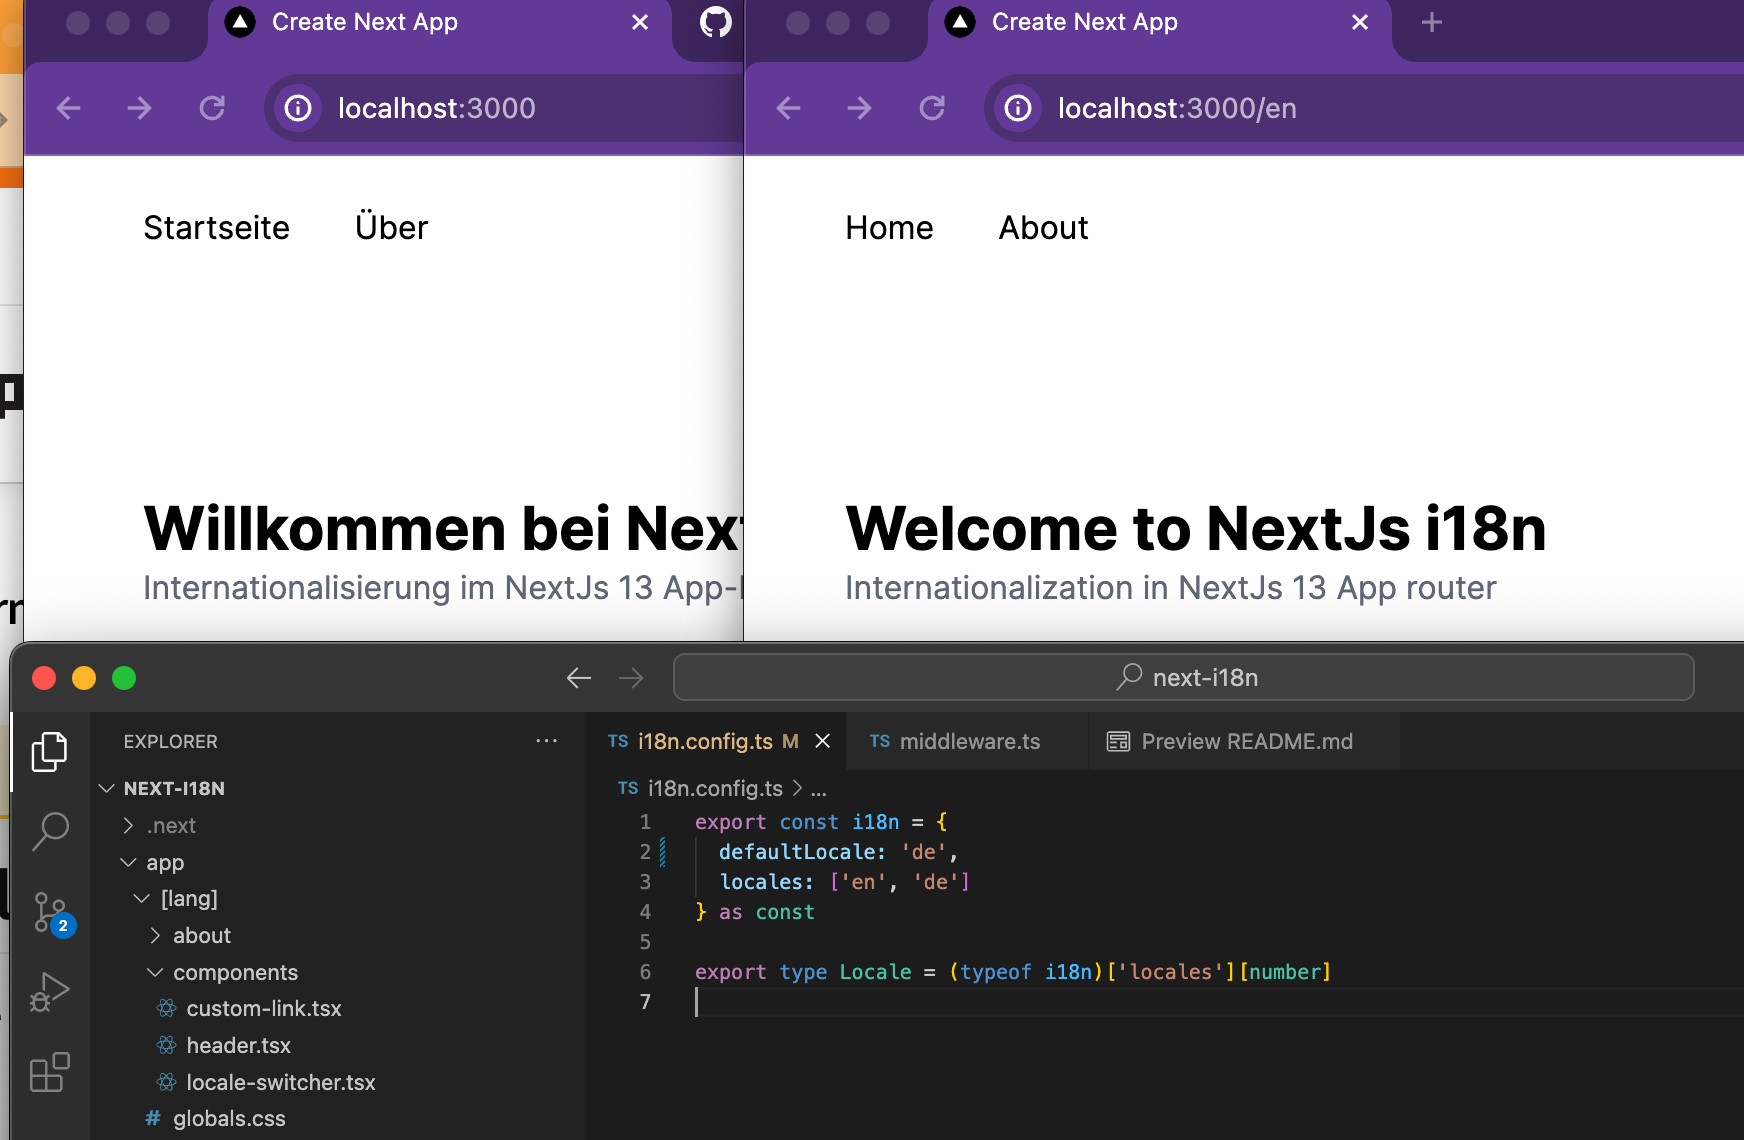 Create Next App
Create Next App
localhost:3000
localhost:3000/en
Startseite Über
Home About
Willkommen bei Next
Welcome to NextJs i18n
Internationalisierung im NextJs 13 App-
Internationalization in NextJs 13 App router
next-i18n
EXPLORER
TS i18n.config.ts M
TS middleware.ts
Preview README.md
NEXT-I18N
TS i18n.config.ts > ...
.next
app
[lang]
about
components
custom-link.tsx
header.tsx
locale-switcher.tsx
# globals.css
2
1 export const i18n = {
2 defaultLocale: 'de',
3 locales: ['en', 'de']
4 } as const
5
6 export type Locale = (typeof i18n)['locales'][number]
7